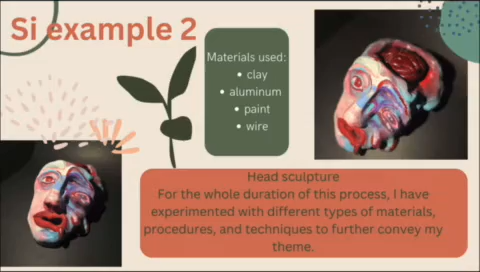 Si example 2
Materials used:
• clay
• aluminum
• paint
• wire
Head sculpture
For the whole duration of this process, I have
experimented with different types of materials,
procedures, and techniques to further convey my
theme.